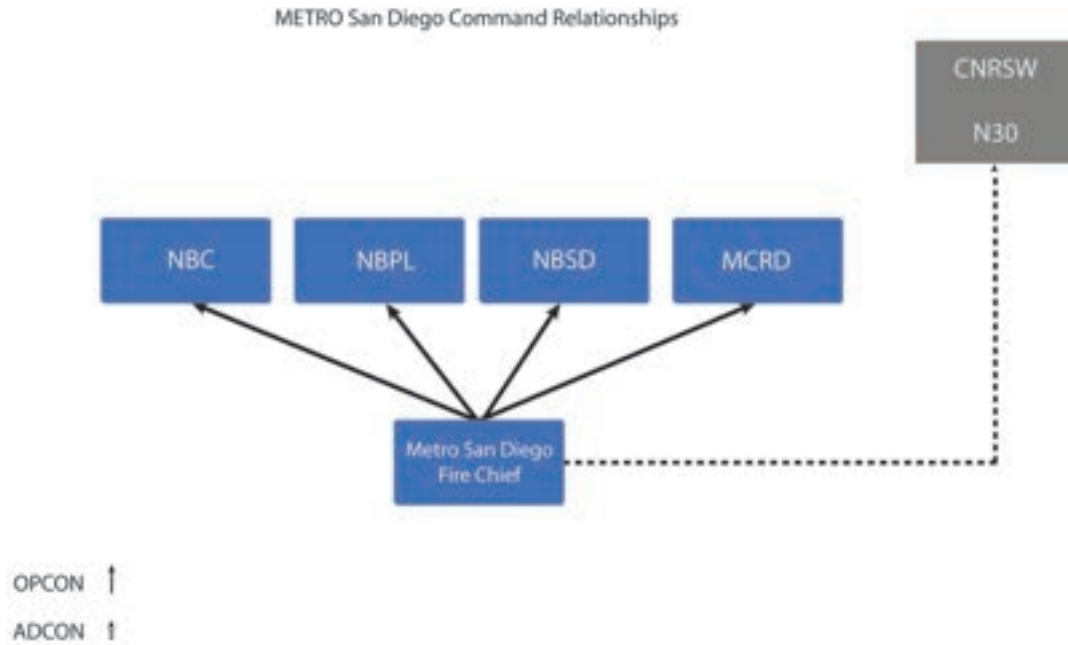 METRO San Diego Command Relationships
CNRSW
N30
NBC
NBPL
NBSD
MCRD
Metro San Diego
Fire Chief
OPCON
ADCON